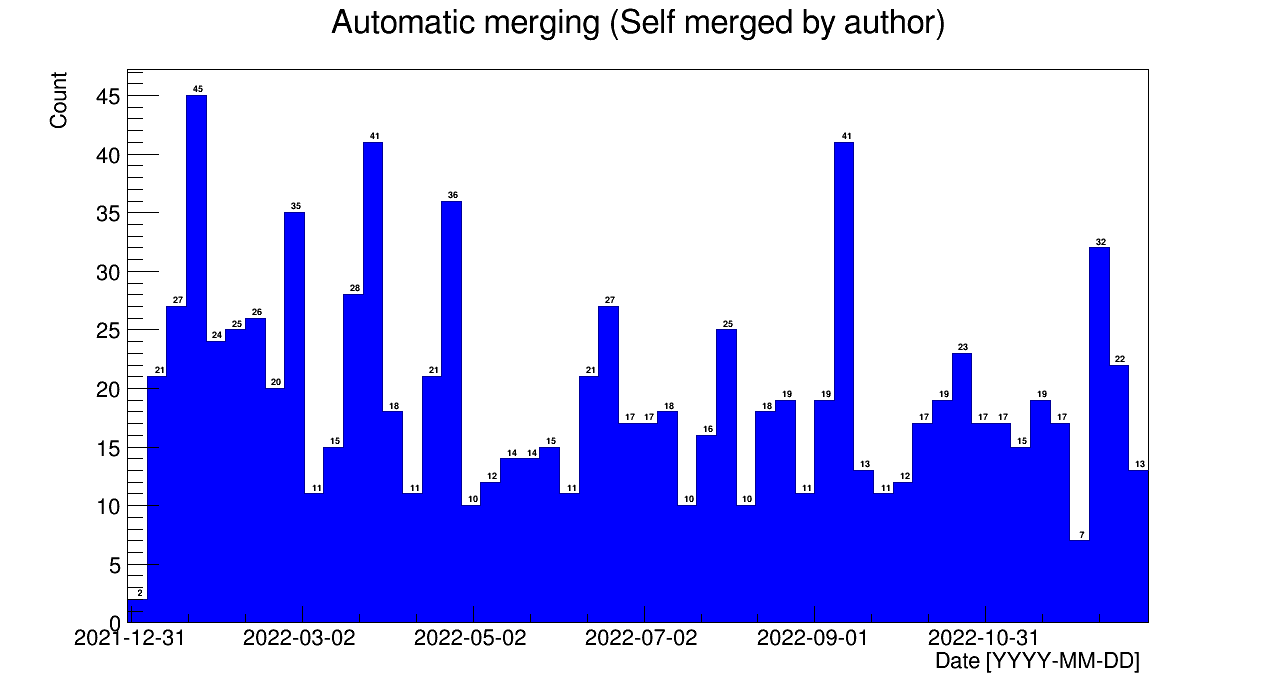 Automatic merging (Self merged by author)
Count
45
40
35
30
25
20
15
10
5
0
2 21 27 45 24 25 26 20 35 11 15 28 41 18 11 21 36 10 12 14 14 15 11 21 27 17 17 18 10 16 25 10 18 19 11 19 41 13 11 12 17 19 23 17 17 15 19 17 7 32 22 13
2021-12-31 2022-03-02 2022-05-02 2022-07-02 2022-09-01 2022-10-31
Date [YYYY-MM-DD]